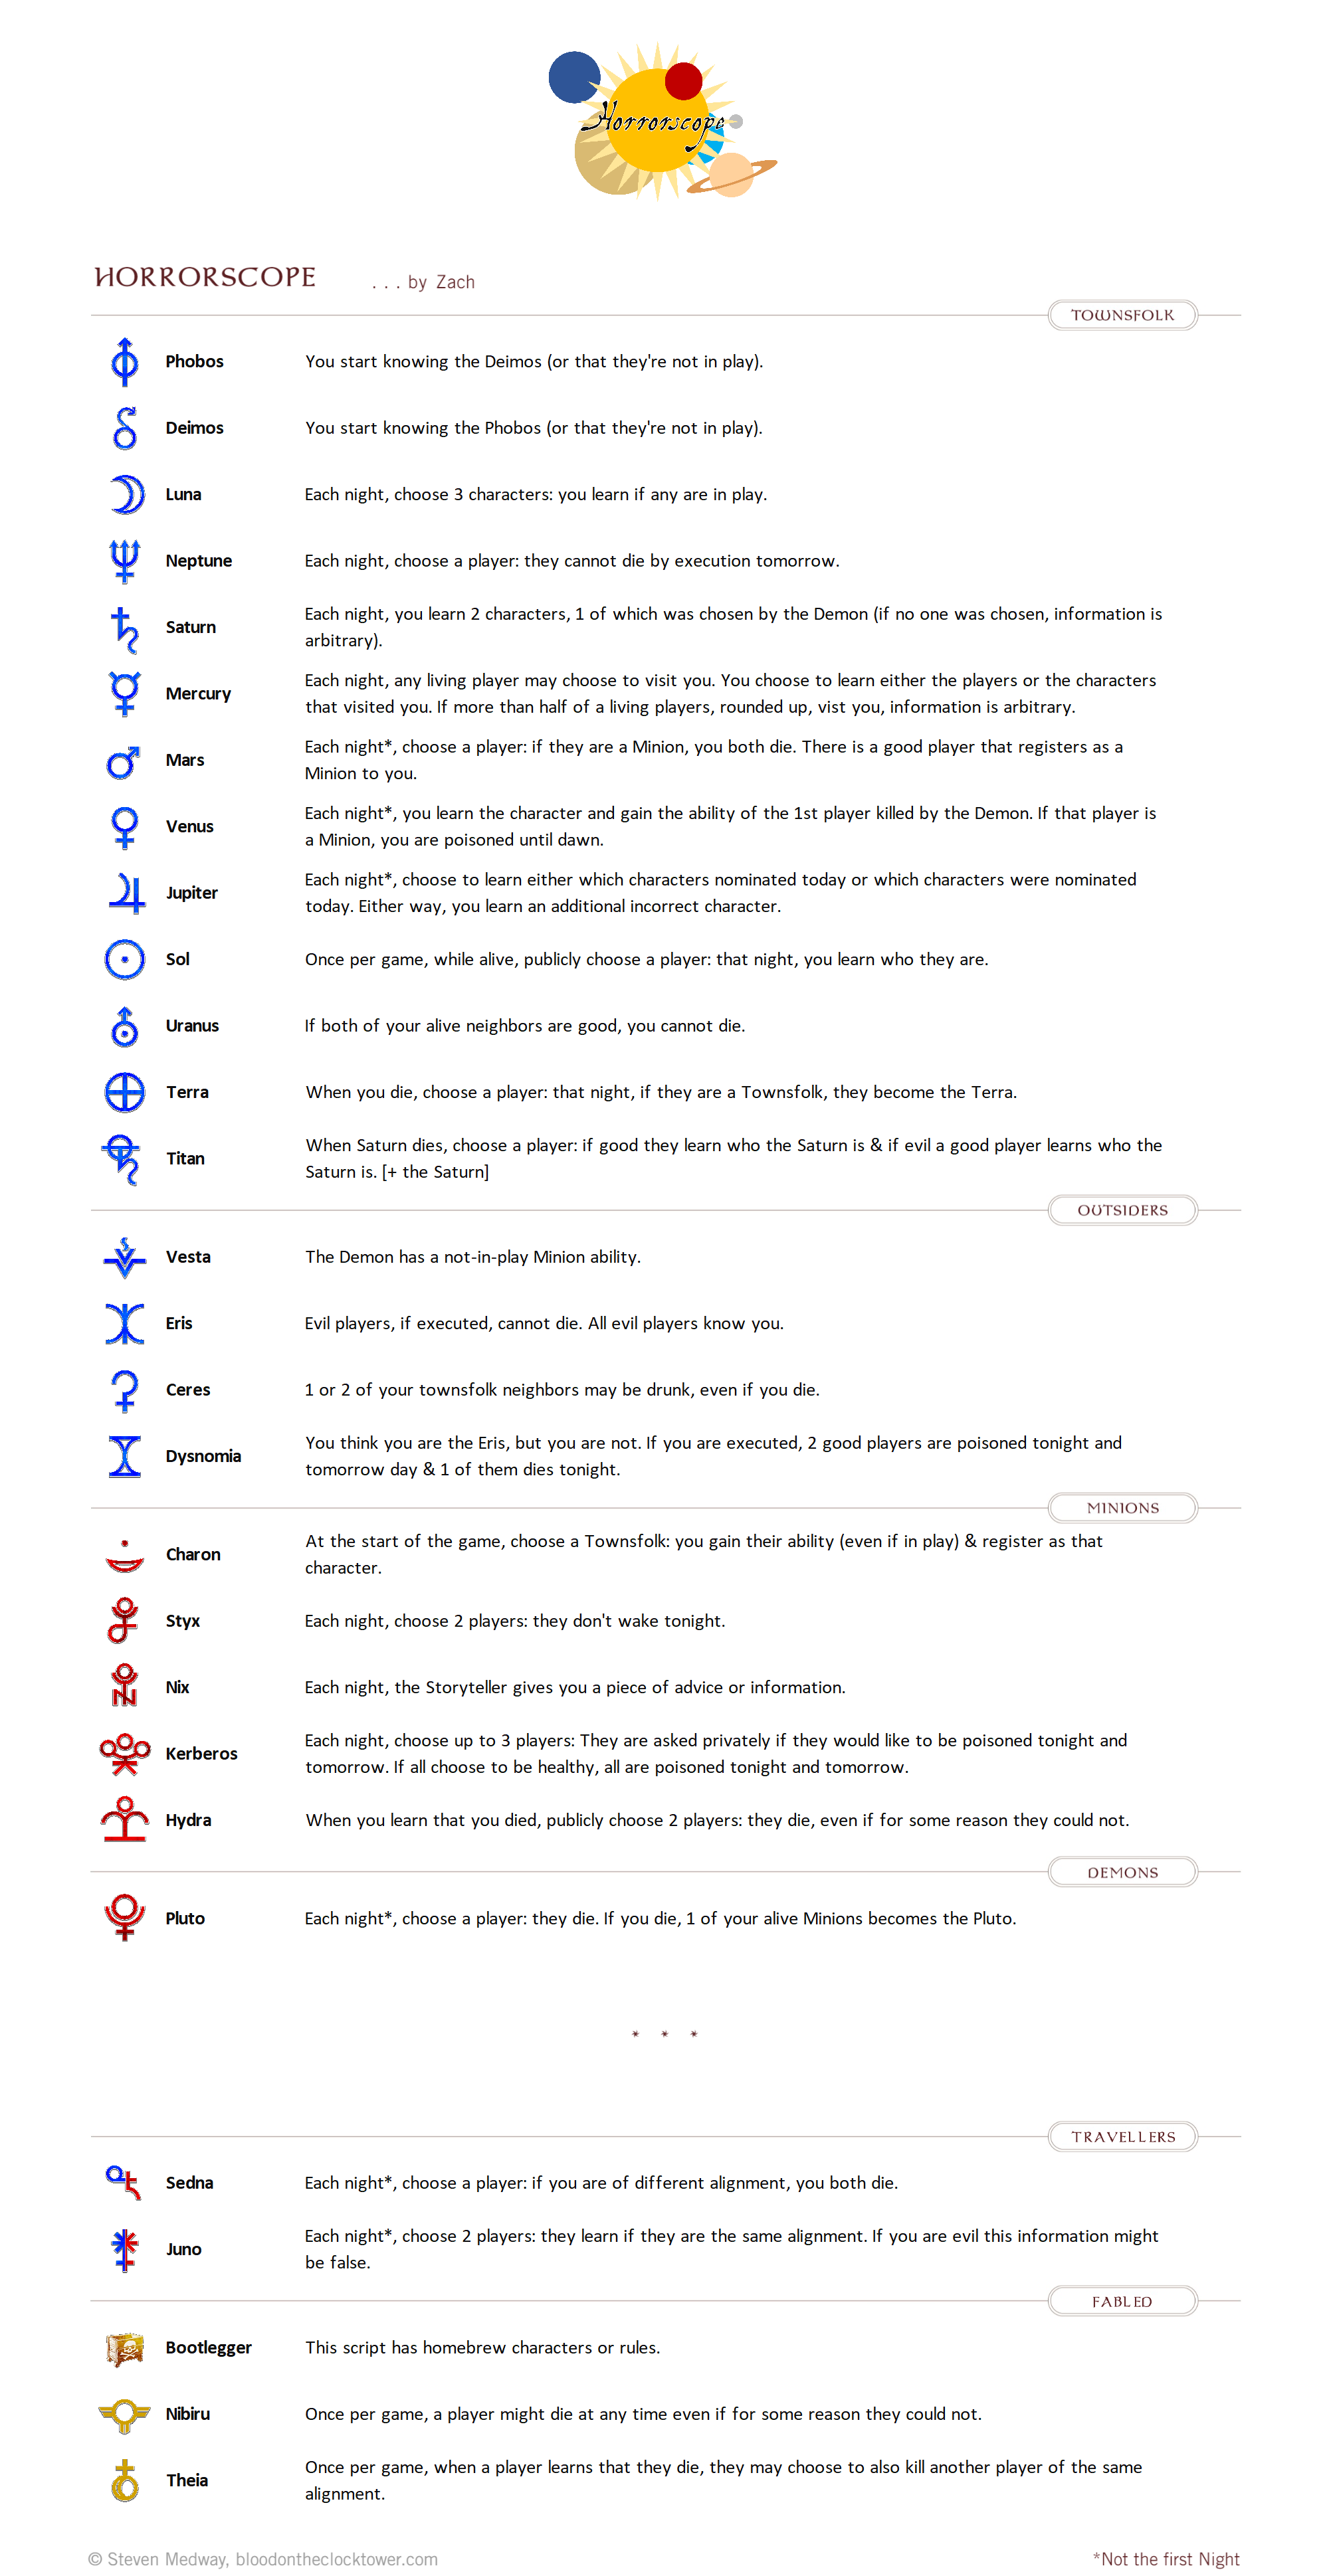 Horrorscope
HORRORSCOPE ... by Zach
TOWNSFOLK
Phobos You start knowing the Deimos (or that they're not in play).
Deimos You start knowing the Phobos (or that they're not in play).
Luna Each night, choose 3 characters: you learn if any are in play.
Neptune Each night, choose a player: they cannot die by execution tomorrow.
Saturn Each night, you learn 2 characters, 1 of which was chosen by the Demon (if no one was chosen, information is
arbitrary).
Mercury Each night, any living player may choose to visit you. You choose to learn either the players or the characters
that visited you. If more than half of a living players, rounded up, vist you, information is arbitrary.
Mars Each night*, choose a player: if they are a Minion, you both die. There is a good player that registers as a
Minion to you.
Venus Each night*, you learn the character and gain the ability of the 1st player killed by the Demon. If that player is
a Minion, you are poisoned until dawn.
Jupiter Each night*, choose to learn either which characters nominated today or which characters were nominated
today. Either way, you learn an additional incorrect character.
Sol Once per game, while alive, publicly choose a player: that night, you learn who they are.
Uranus If both of your alive neighbors are good, you cannot die.
Terra When you die, choose a player: that night, if they are a Townsfolk, they become the Terra.
Titan When Saturn dies, choose a player: if good they learn who the Saturn is & if evil a good player learns who the
Saturn is. [+ the Saturn]
OUTSIDERS
Vesta The Demon has a not-in-play Minion ability.
Eris Evil players, if executed, cannot die. All evil players know you.
Ceres 1 or 2 of your townsfolk neighbors may be drunk, even if you die.
Dysnomia You think you are the Eris, but you are not. If you are executed, 2 good players are poisoned tonight and
tomorrow day & 1 of them dies tonight.
MINIONS
Charon At the start of the game, choose a Townsfolk: you gain their ability (even if in play) & register as that
character.
Styx Each night, choose 2 players: they don't wake tonight.
Nix Each night, the Storyteller gives you a piece of advice or information.
Kerberos Each night, choose up to 3 players: They are asked privately if they would like to be poisoned tonight and
tomorrow. If all choose to be healthy, all are poisoned tonight and tomorrow.
Hydra When you learn that you died, publicly choose 2 players: they die, even if for some reason they could not.
DEMONS
Pluto Each night*, choose a player: they die. If you die, 1 of your alive Minions becomes the Pluto.
* * *
TRAVELLERS
Sedna Each night*, choose a player: if you are of different alignment, you both die.
Juno Each night*, choose 2 players: they learn if they are the same alignment. If you are evil this information might
be false.
FABLED
Bootlegger This script has homebrew characters or rules.
Nibiru Once per game, a player might die at any time even if for some reason they could not.
Theia Once per game, when a player learns that they die, they may choose to also kill another player of the same
alignment.
© Steven Medway, bloodontheclocktower.com *Not the first Night